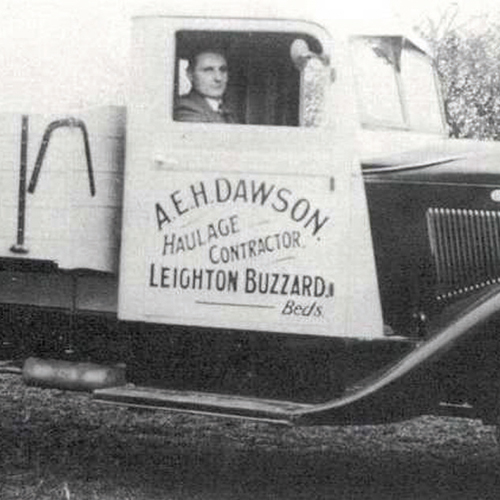 A.E.H. DAWSON.
HAULAGE
CONTRACTOR.
LEIGHTON BUZZARD.
Beds.